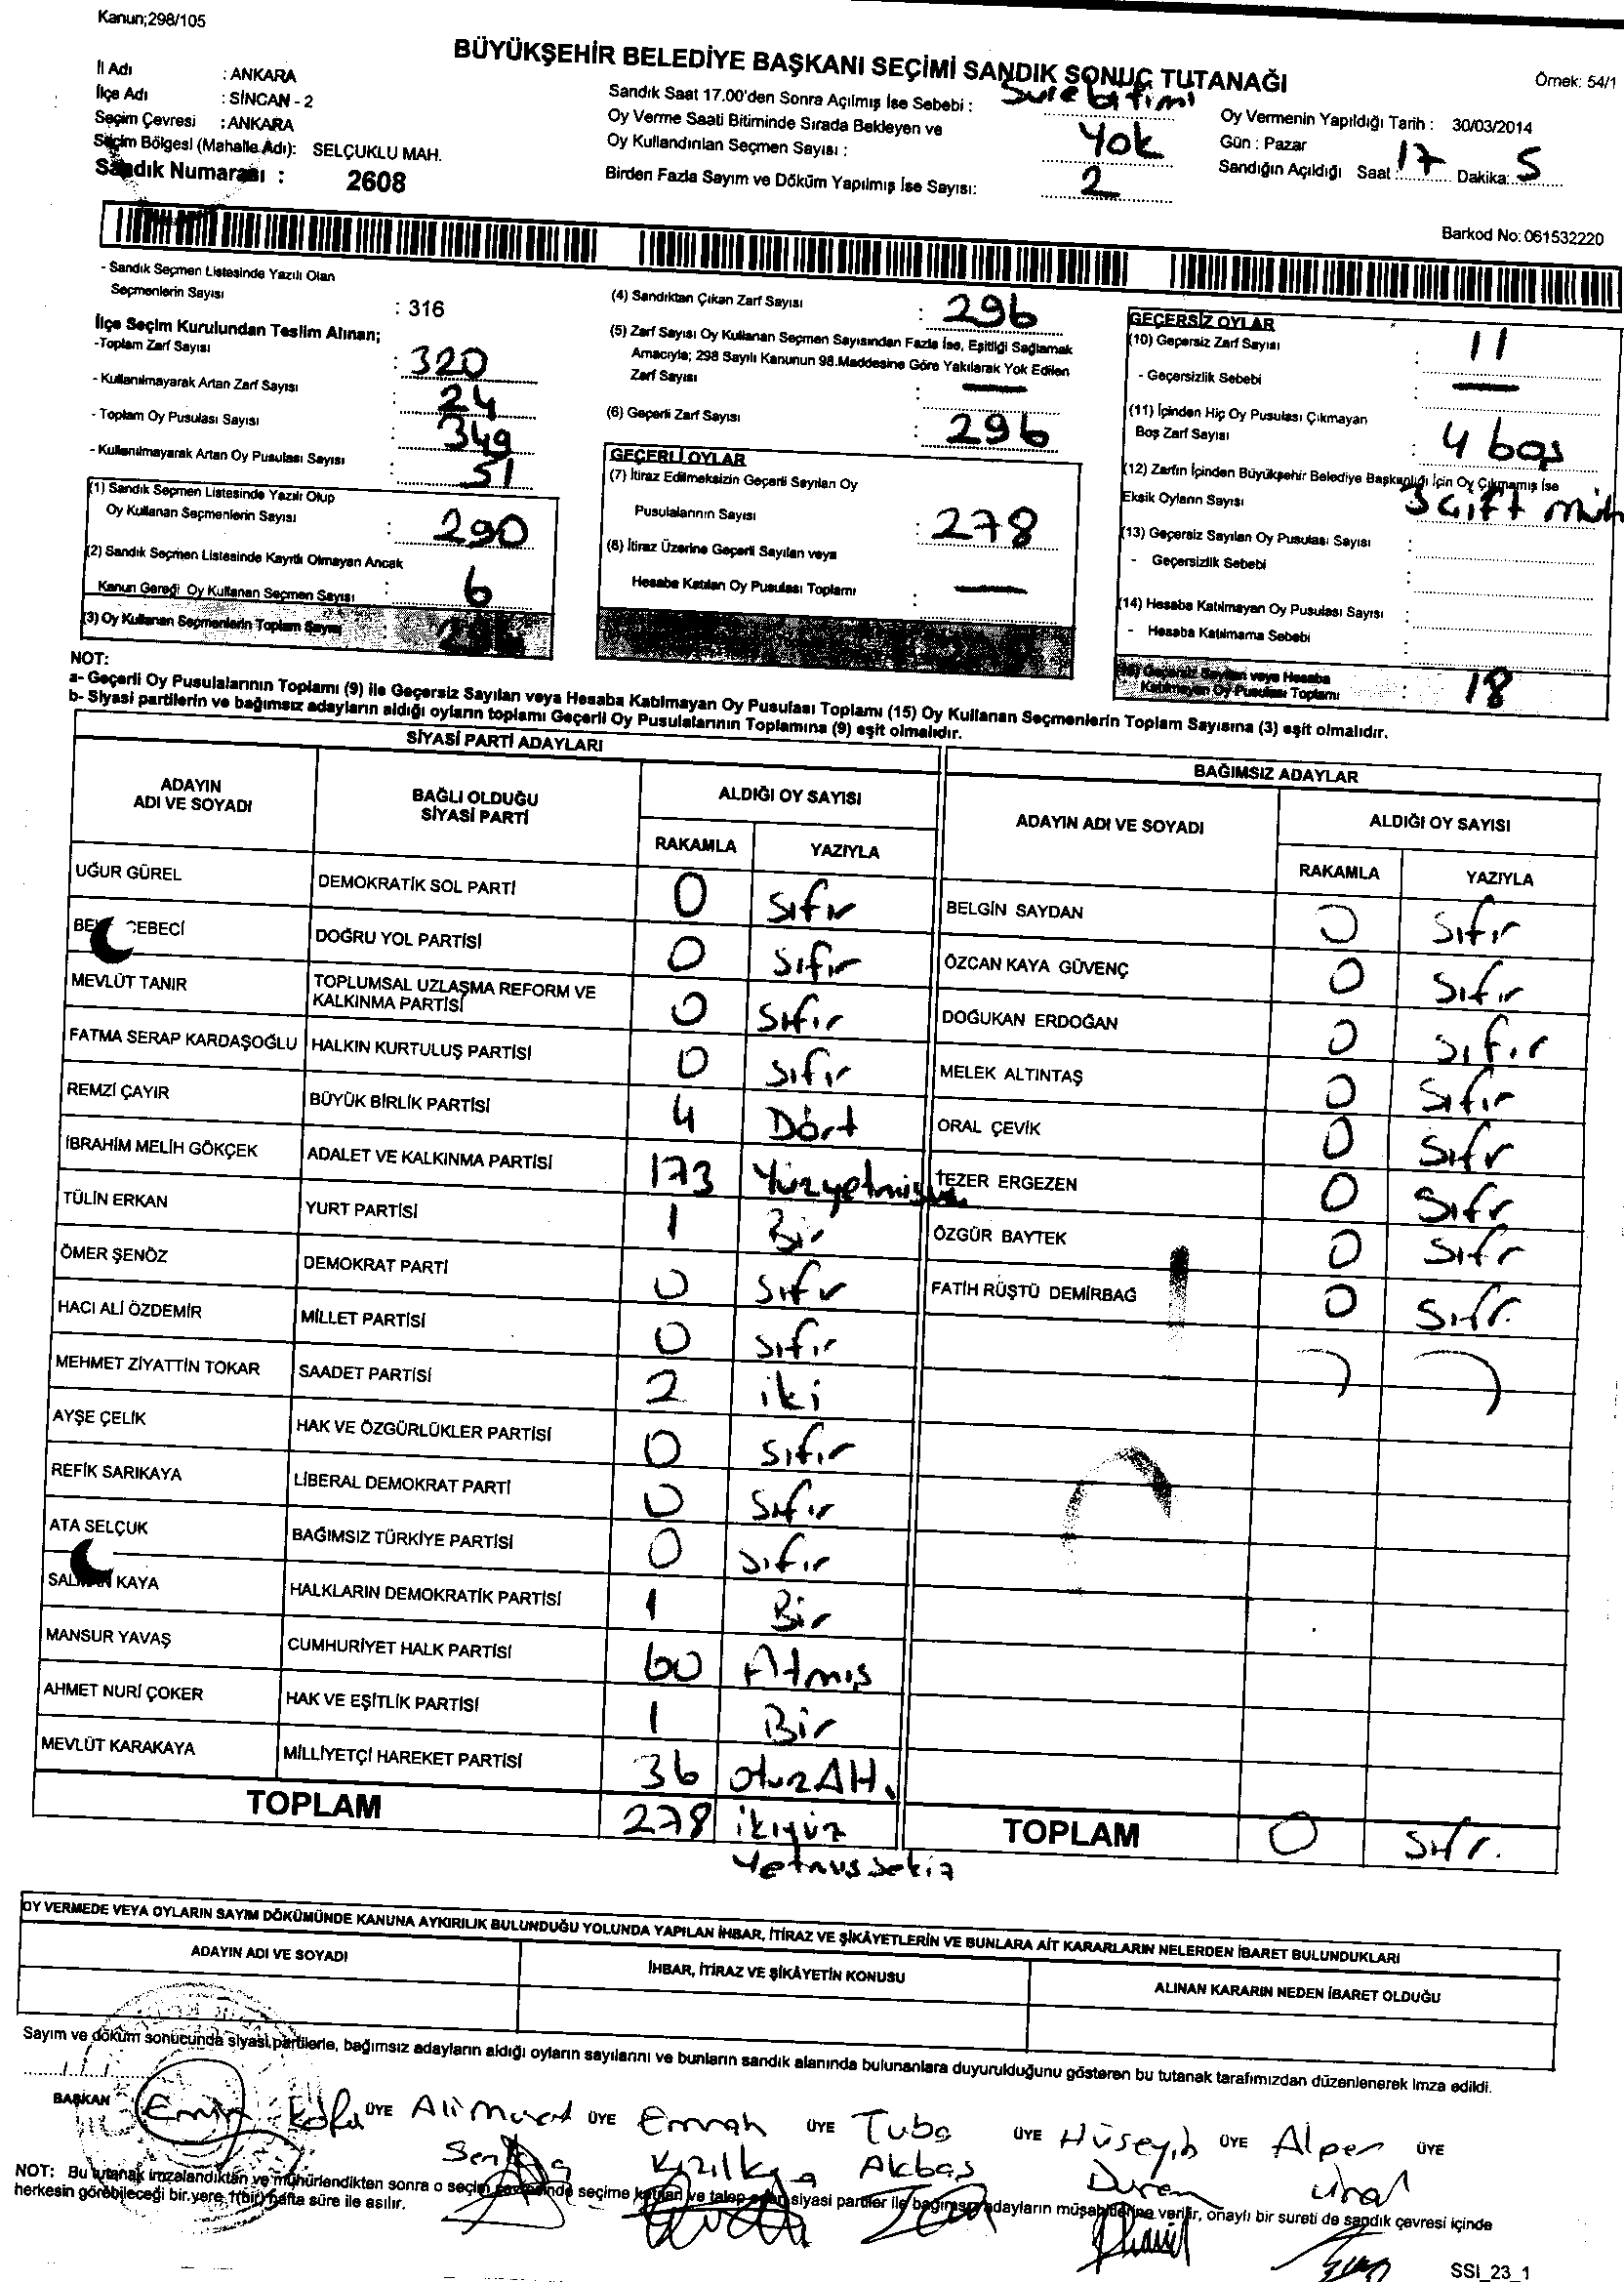 Kanun;298/105
BÜYÜKŞEHİR BELEDİYE BAŞKANI SEÇİMİ SANDIK SONUÇ TUTANAĞI
Örnek: 54/1
İl Adı : ANKARA
İlçe Adı : SİNCAN - 2
Seçim Çevresi : ANKARA
Seçim Bölgesi (Mahalle Adı): SELÇUKLU MAH.
Sandık Numarası : 2608
Sandık Saat 17.00'den Sonra Açılmış İse Sebebi : Süre bitimi
Oy Verme Saati Bitiminde Sırada Bekleyen ve
Oy Kullandırılan Seçmen Sayısı : Yok
Birden Fazla Sayım ve Döküm Yapılmış İse Sayısı: 2
Oy Vermenin Yapıldığı Tarih : 30/03/2014
Gün : Pazar
Sandığın Açıldığı Saat : 17 Dakika: 5
Barkod No: 061532220
- Sandık Seçmen Listesinde Yazılı Olan
Seçmenlerin Sayısı : 316
İlçe Seçim Kurulundan Teslim Alınan;
-Toplam Zarf Sayısı : 320
- Kullanılmayarak Artan Zarf Sayısı : 24
- Toplam Oy Pusulası Sayısı : 349
- Kullanılmayarak Artan Oy Pusulası Sayısı : 51
(1) Sandık Seçmen Listesinde Yazılı Olup
Oy Kullanan Seçmenlerin Sayısı : 290
(2) Sandık Seçmen Listesinde Kayıtlı Olmayan Ancak
Kanun Gereği Oy Kullanan Seçmen Sayısı : 6
(3) Oy Kullanan Seçmenlerin Toplam Sayısı : 296
(4) Sandıktan Çıkan Zarf Sayısı : 296
(5) Zarf Sayısı Oy Kullanan Seçmen Sayısından Fazla İse, Eşitliği Sağlamak
Amacıyla; 298 Sayılı Kanunun 98.Maddesine Göre Yakılarak Yok Edilen
Zarf Sayısı : —
(6) Geçerli Zarf Sayısı : 296
GEÇERLİ OYLAR
(7) İtiraz Edilmeksizin Geçerli Sayılan Oy
Pusulalarının Sayısı : 278
(8) İtiraz Üzerine Geçerli Sayılan veya
Hesaba Katılan Oy Pusulası Toplamı : —
GEÇERSİZ OYLAR
(10) Geçersiz Zarf Sayısı : 11
- Geçersizlik Sebebi : —
(11) İçinden Hiç Oy Pusulası Çıkmayan
Boş Zarf Sayısı : 4 boş
(12) Zarfın İçinden Büyükşehir Belediye Başkanlığı İçin Oy Çıkmamış İse
Eksik Oyların Sayısı 3 çift müh
(13) Geçersiz Sayılan Oy Pusulası Sayısı :
- Geçersizlik Sebebi :
(14) Hesaba Katılmayan Oy Pusulası Sayısı :
- Hesaba Katılmama Sebebi :
(15) Geçersiz Sayılan veya Hesaba
Katılmayan Oy Pusulası Toplamı : 18
NOT:
a- Geçerli Oy Pusulalarının Toplamı (9) ile Geçersiz Sayılan veya Hesaba Katılmayan Oy Pusulası Toplamı (15) Oy Kullanan Seçmenlerin Toplam Sayısına (3) eşit olmalıdır.
b- Siyasi partilerin ve bağımsız adayların aldığı oyların toplamı Geçerli Oy Pusulalarının Toplamına (9) eşit olmalıdır.
SİYASİ PARTİ ADAYLARI
ADAYIN ADI VE SOYADI BAĞLI OLDUĞU SİYASİ PARTİ ALDIĞI OY SAYISI
RAKAMLA YAZIYLA
UĞUR GÜREL DEMOKRATİK SOL PARTİ 0 Sıfır
CEBECİ DOĞRU YOL PARTİSİ 0 Sıfır
MEVLÜT TANIR TOPLUMSAL UZLAŞMA REFORM VE KALKINMA PARTİSİ 0 Sıfır
FATMA SERAP KARDAŞOĞLU HALKIN KURTULUŞ PARTİSİ 0 Sıfır
REMZİ ÇAYIR BÜYÜK BİRLİK PARTİSİ 4 Dört
İBRAHİM MELİH GÖKÇEK ADALET VE KALKINMA PARTİSİ 173 Yüzyetmiş
TÜLİN ERKAN YURT PARTİSİ 1 Bir
ÖMER ŞENÖZ DEMOKRAT PARTİ 0 Sıfır
HACI ALİ ÖZDEMİR MİLLET PARTİSİ 0 Sıfır
MEHMET ZİYATTİN TOKAR SAADET PARTİSİ 2 iki
AYŞE ÇELİK HAK VE ÖZGÜRLÜKLER PARTİSİ 0 Sıfır
REFİK SARIKAYA LİBERAL DEMOKRAT PARTİ 0 Sıfır
ATA SELÇUK BAĞIMSIZ TÜRKİYE PARTİSİ 0 Sıfır
SALMAN KAYA HALKLARIN DEMOKRATİK PARTİSİ 1 Bir
MANSUR YAVAŞ CUMHURİYET HALK PARTİSİ 60 Atmış
AHMET NURİ ÇOKER HAK VE EŞİTLİK PARTİSİ 1 Bir
MEVLÜT KARAKAYA MİLLİYETÇİ HAREKET PARTİSİ 36 otuz Altı
TOPLAM 278 ikiyüz
Yetmiş sekiz
BAĞIMSIZ ADAYLAR
ADAYIN ADI VE SOYADI ALDIĞI OY SAYISI
RAKAMLA YAZIYLA
BELGİN SAYDAN 0 Sıfır
ÖZCAN KAYA GÜVENÇ 0 Sıfır
DOĞUKAN ERDOĞAN 0 Sıfır
MELEK ALTINTAŞ 0 Sıfır
ORAL ÇEVİK 0 Sıfır
TEZER ERGEZEN 0 Sıfır
ÖZGÜR BAYTEK 0 Sıfır
FATİH RÜŞTÜ DEMİRBAĞ 0 Sıfır
TOPLAM 0 Sıfır.
OY VERMEDE VEYA OYLARIN SAYIM DÖKÜMÜNDE KANUNA AYKIRILIK BULUNDUĞU YOLUNDA YAPILAN İHBAR, İTİRAZ VE ŞİKÂYETLERİN VE BUNLARA AİT KARARLARIN NELERDEN İBARET BULUNDUKLARI
ADAYIN ADI VE SOYADI İHBAR, İTİRAZ VE ŞİKÂYETİN KONUSU ALINAN KARARIN NEDEN İBARET OLDUĞU
Sayım ve döküm sonucunda siyasi partilerle, bağımsız adayların aldığı oyların sayılarını ve bunların sandık alanında bulunanlara duyurulduğunu gösteren bu tutanak tarafımızdan düzenlenerek imza edildi.
..../..../....
BAŞKAN Emin ÜYE Ali Murat ÜYE Emrah ÜYE Tuba ÜYE Hüseyin ÜYE Alper ÜYE
Kızılkaya Akbaş Duran Ünal
NOT: Bu tutanak imzalandıktan ve mühürlendikten sonra o seçim çevresinde seçime katılan ve talep eden siyasi partiler ile bağımsız adayların müşahitlerine verilir, onaylı bir sureti de sandık çevresi içinde
herkesin görebileceği bir yere 1(bir) hafta süre ile asılır.
SSI_23_1